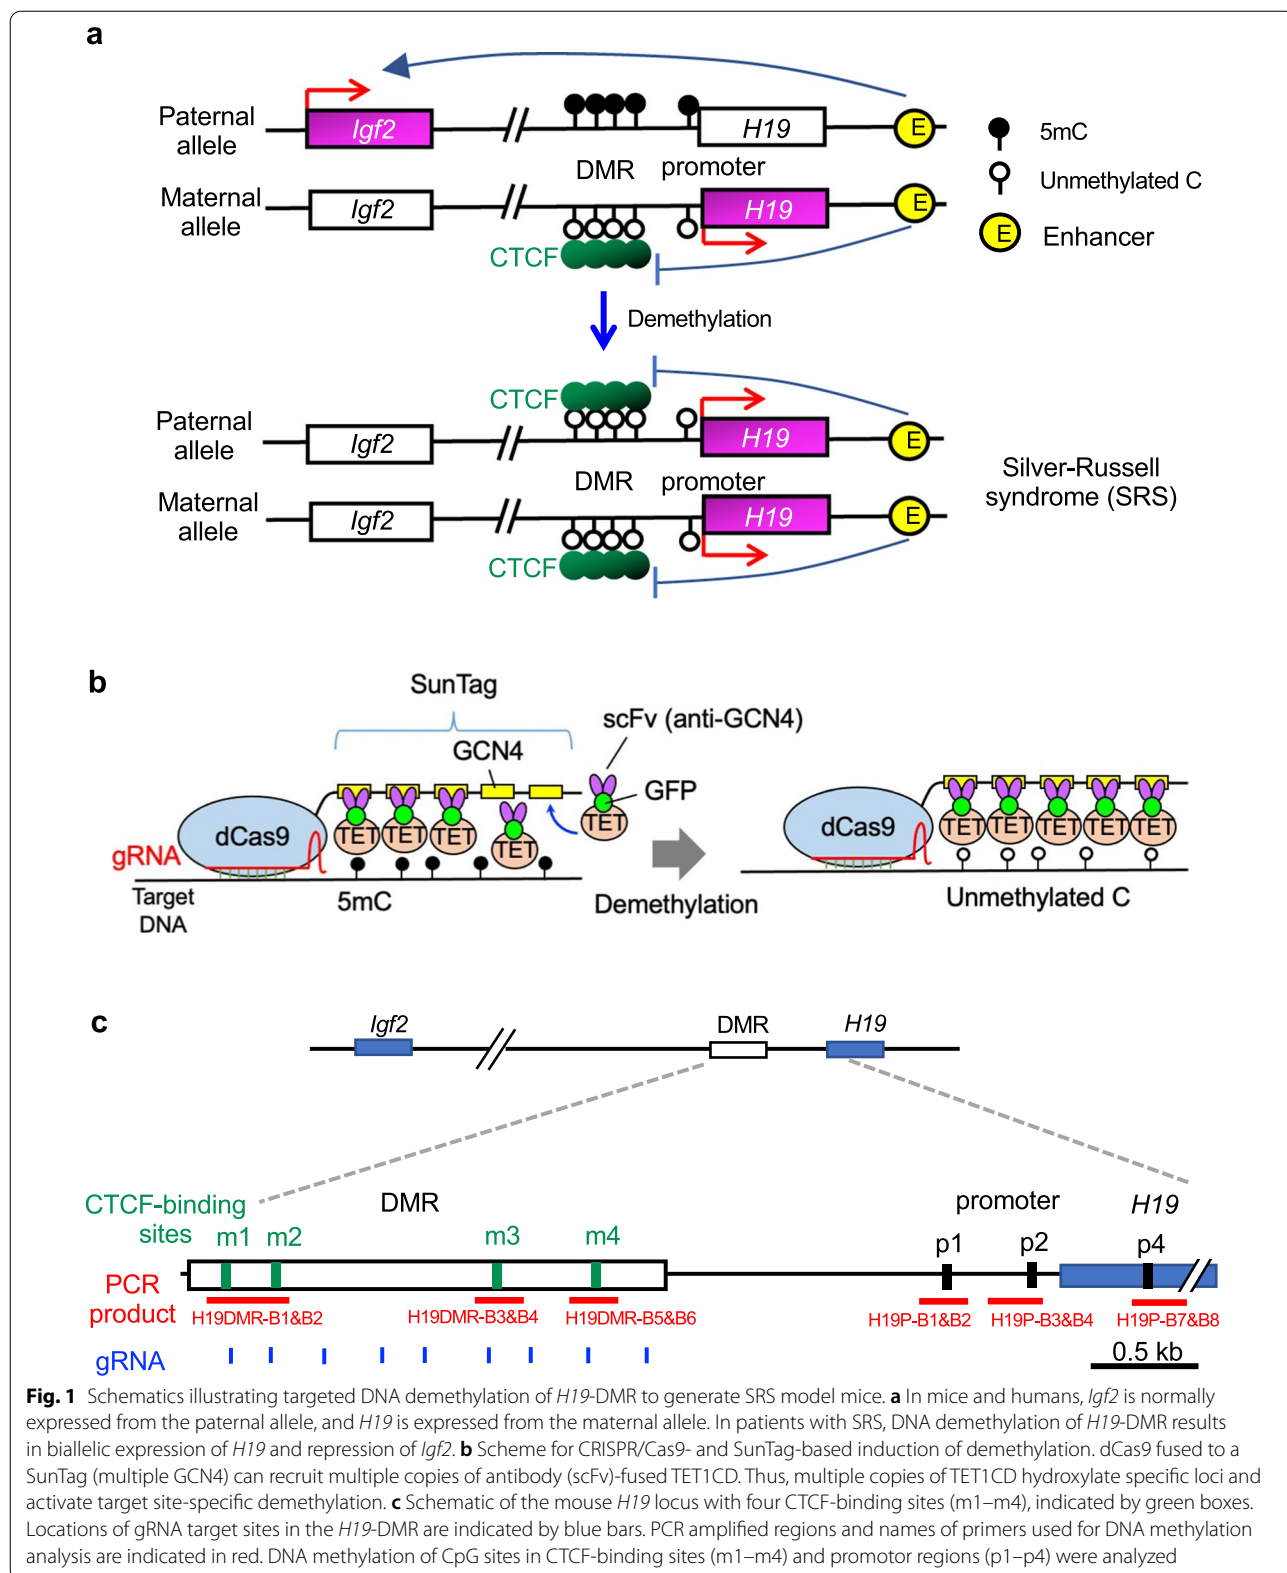 a
Paternal
allele
Igf2
H19
E
5mC
DMR
promoter
Unmethylated C
Maternal
allele
Igf2
H19
E
E
Enhancer
CTCF
Demethylation
CTCF
Paternal
allele
Igf2
H19
E
DMR
promoter
Silver-Russell
syndrome (SRS)
Maternal
allele
Igf2
H19
E
CTCF
b
SunTag
scFv (anti-GCN4)
GCN4
GFP
dCas9
TET
TET
TET
TET
TET
dCas9
TET
TET
TET
TET
TET
gRNA
Target
DNA
5mC
Demethylation
Unmethylated C
c
Igf2
DMR
H19
CTCF-binding
sites
DMR
promoter
H19
m1
m2
m3
m4
p1
p2
p4
PCR
product
H19DMR-B1&B2
H19DMR-B3&B4
H19DMR-B5&B6
H19P-B1&B2
H19P-B3&B4
H19P-B7&B8
gRNA
0.5 kb
Fig. 1 Schematics illustrating targeted DNA demethylation of H19-DMR to generate SRS model mice. a In mice and humans, Igf2 is normally
expressed from the paternal allele, and H19 is expressed from the maternal allele. In patients with SRS, DNA demethylation of H19-DMR results
in biallelic expression of H19 and repression of Igf2. b Scheme for CRISPR/Cas9- and SunTag-based induction of demethylation. dCas9 fused to a
SunTag (multiple GCN4) can recruit multiple copies of antibody (scFv)-fused TET1CD. Thus, multiple copies of TET1CD hydroxylate specific loci and
activate target site-specific demethylation. c Schematic of the mouse H19 locus with four CTCF-binding sites (m1–m4), indicated by green boxes.
Locations of gRNA target sites in the H19-DMR are indicated by blue bars. PCR amplified regions and names of primers used for DNA methylation
analysis are indicated in red. DNA methylation of CpG sites in CTCF-binding sites (m1–m4) and promotor regions (p1–p4) were analyzed